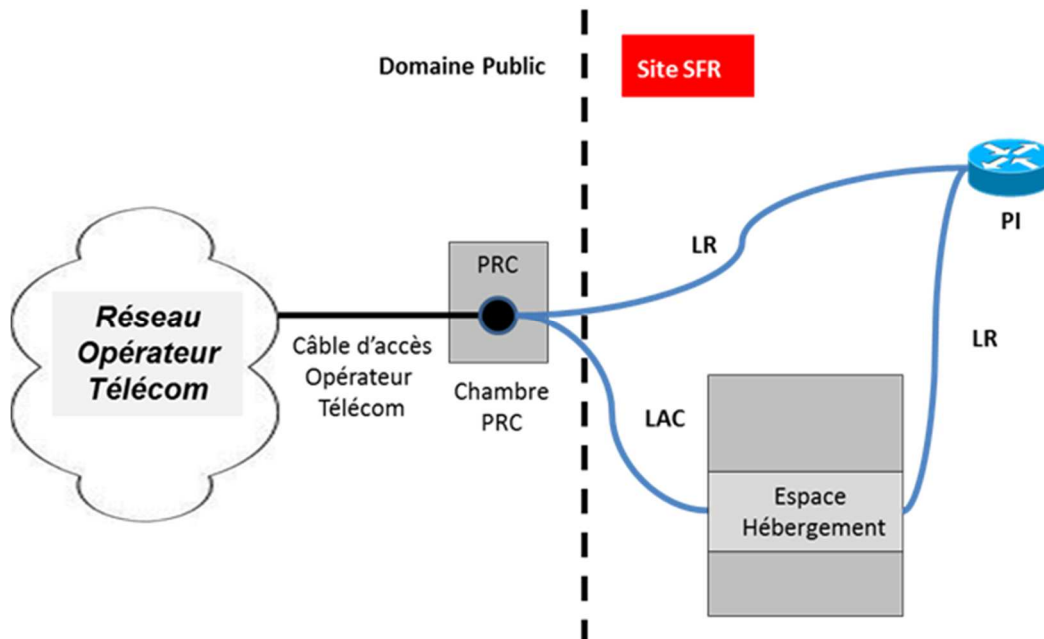 Domaine Public
Site SFR
PI
PRC
LR
Réseau
Opérateur
Télécom
Câble d'accès
Opérateur
Télécom
Chambre
PRC
LR
LAC
Espace
Hébergement